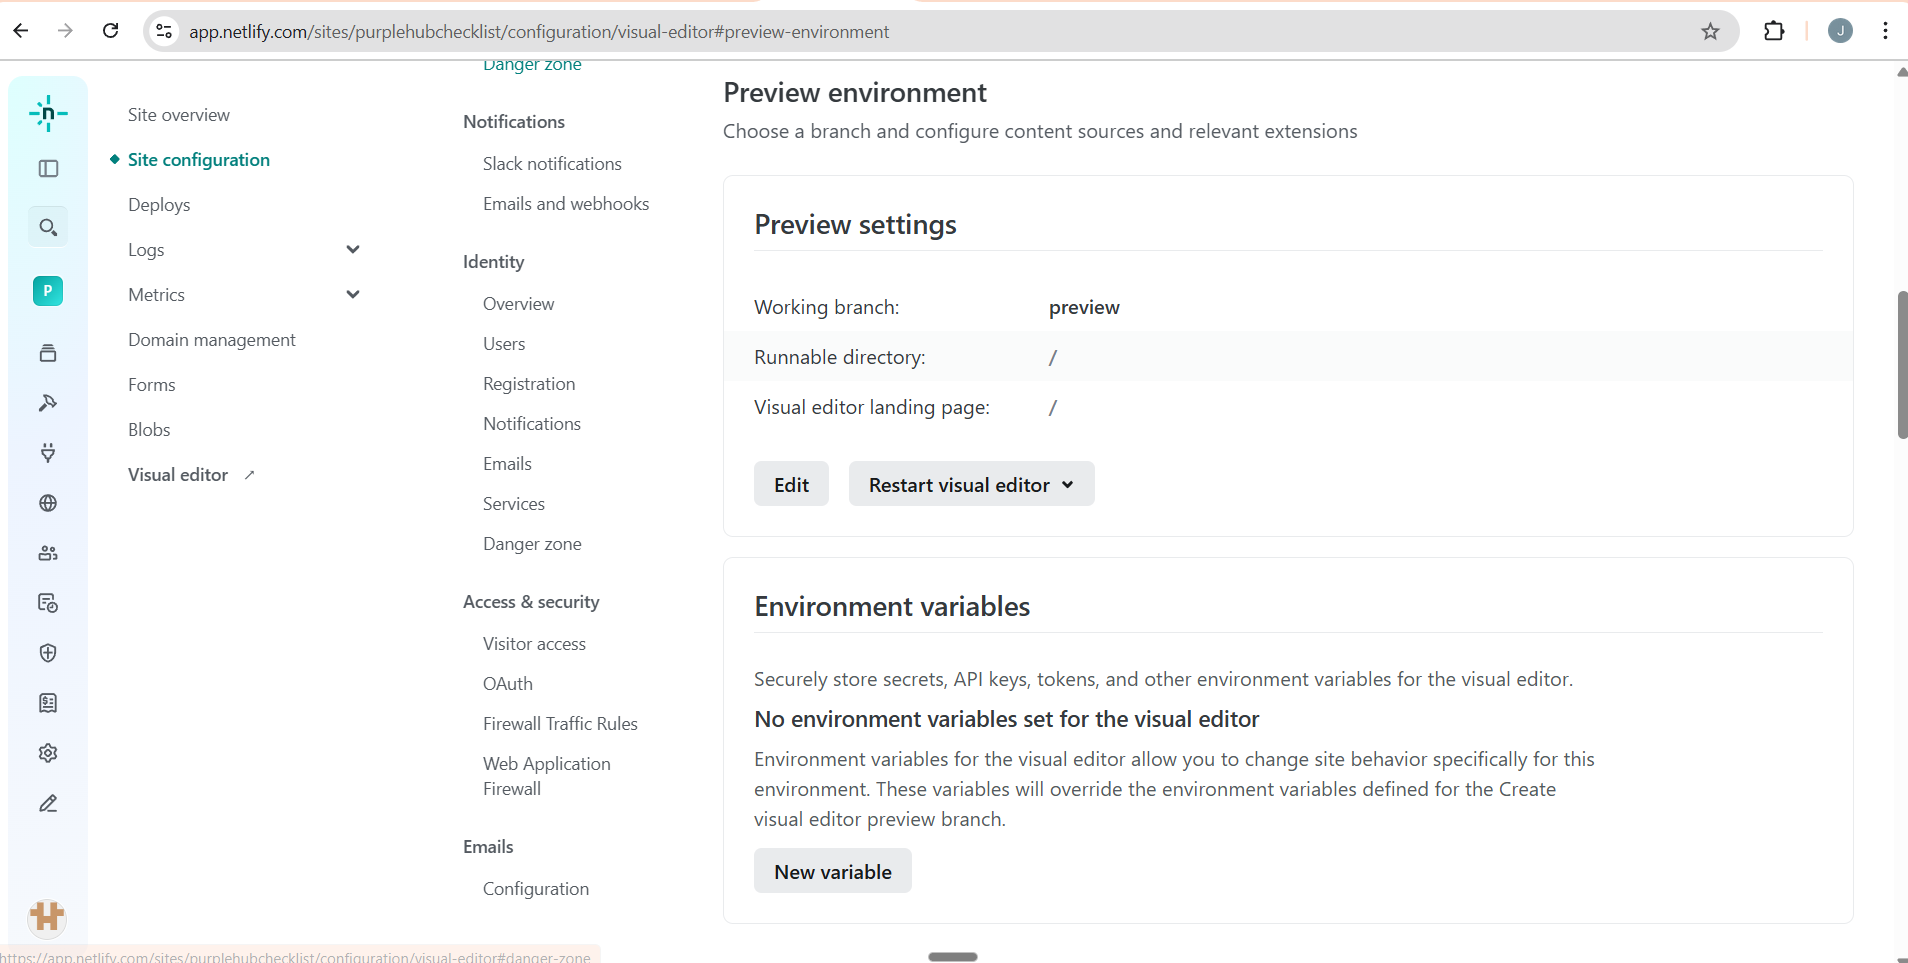 app.netlify.com/sites/purplehubchecklist/configuration/visual-editor#preview-environment
J
n
P
Site overview
Site configuration
Deploys
Logs
Metrics
Domain management
Forms
Blobs
Visual editor
Danger zone
Notifications
Slack notifications
Emails and webhooks
Identity
Overview
Users
Registration
Notifications
Emails
Services
Danger zone
Access & security
Visitor access
OAuth
Firewall Traffic Rules
Web Application
Firewall
Emails
Configuration
Preview environment
Choose a branch and configure content sources and relevant extensions
Preview settings
Working branch: preview
Runnable directory: /
Visual editor landing page: /
Edit
Restart visual editor
Environment variables
Securely store secrets, API keys, tokens, and other environment variables for the visual editor.
No environment variables set for the visual editor
Environment variables for the visual editor allow you to change site behavior specifically for this
environment. These variables will override the environment variables defined for the Create
visual editor preview branch.
New variable
https://app.netlify.com/sites/purplehubchecklist/configuration/visual-editor#danger-zone